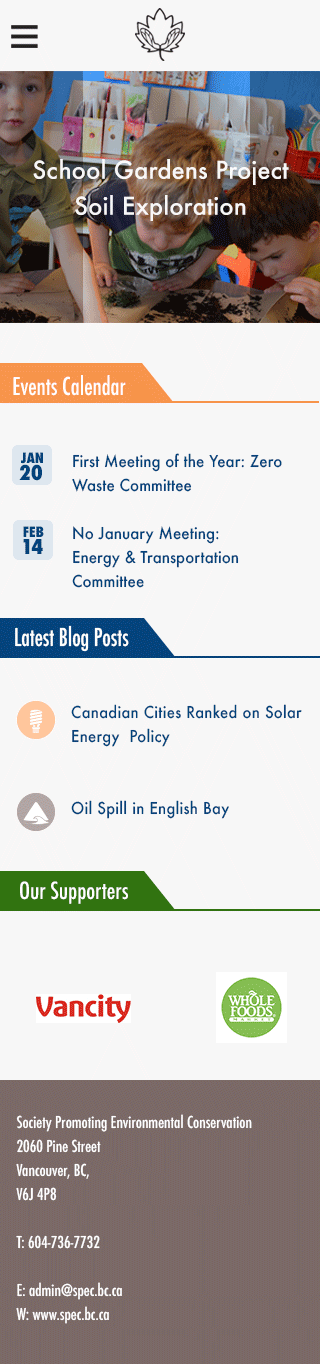 School Gardens Project
Soil Exploration
Events Calendar
JAN
20
First Meeting of the Year: Zero
Waste Committee
FEB
14
No January Meeting:
Energy & Transportation
Committee
Latest Blog Posts
Canadian Cities Ranked on Solar
Energy  Policy
Oil Spill in English Bay
Our Supporters
Vancity
WHOLE
FOODS
MARKET
Society Promoting Environmental Conservation
2060 Pine Street
Vancouver, BC,
V6J 4P8
T: 604-736-7732
E: admin@spec.bc.ca
W: www.spec.bc.ca